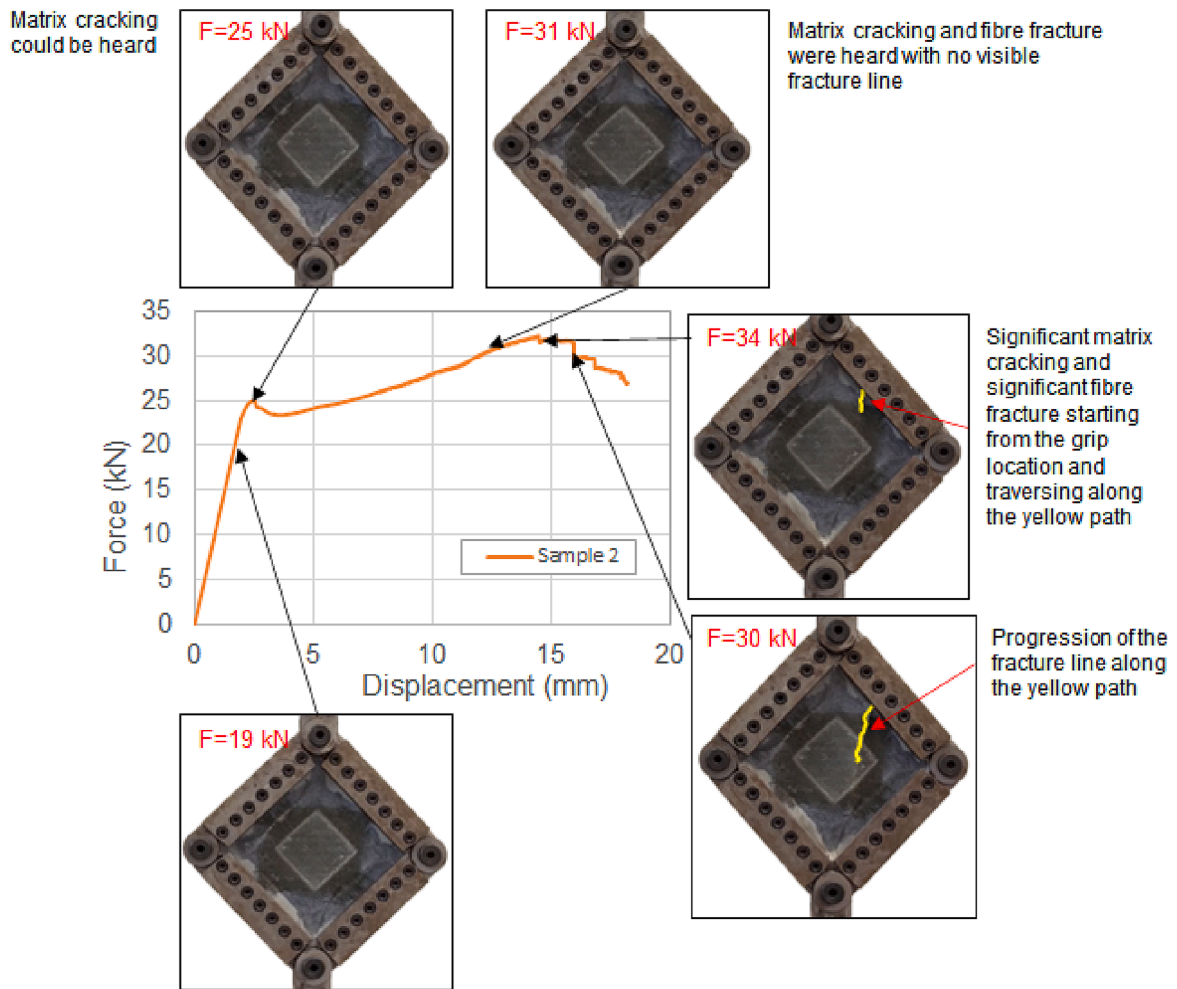 Matrix cracking
could be heard
F=25 kN
F=31 kN
Matrix cracking and fibre fracture
were heard with no visible
fracture line
35
30
25
20
15
10
5
0
Force (kN)
0
5
10
15
20
Displacement (mm)
Sample 2
F=34 kN
Significant matrix
cracking and
significant fibre
fracture starting
from the grip
location and
traversing along
the yellow path
F=30 kN
Progression of the
fracture line along
the yellow path
F=19 kN